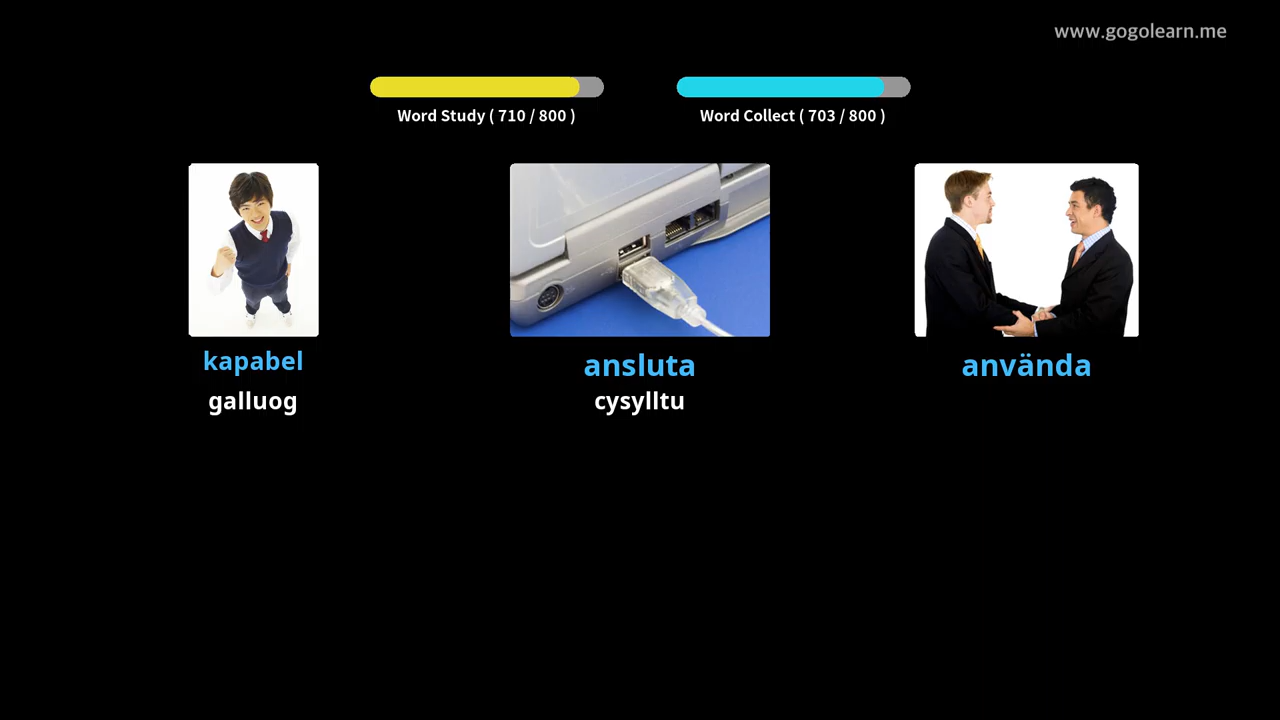 www.gogolearn.me
Word Study ( 710 / 800 )
Word Collect ( 703 / 800 )
kapabel
galluog
ansluta
cysylltu
använda